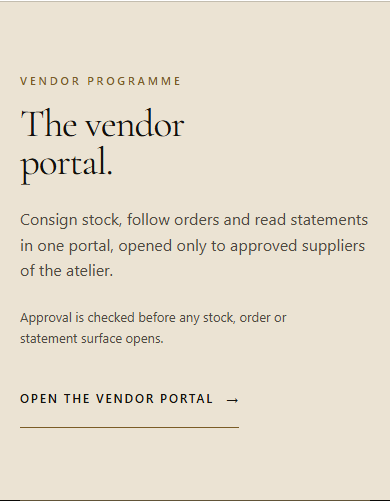 VENDOR PROGRAMME
The vendor
portal.
Consign stock, follow orders and read statements
in one portal, opened only to approved suppliers
of the atelier.
Approval is checked before any stock, order or
statement surface opens.
OPEN THE VENDOR PORTAL →